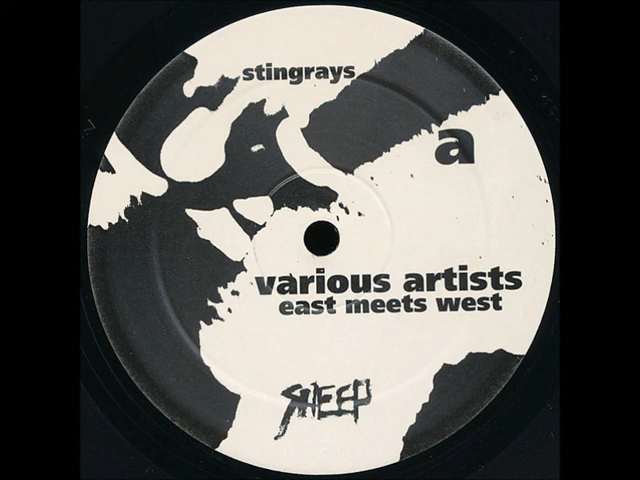 stingrays
a
various artists
east meets west
SHEEP